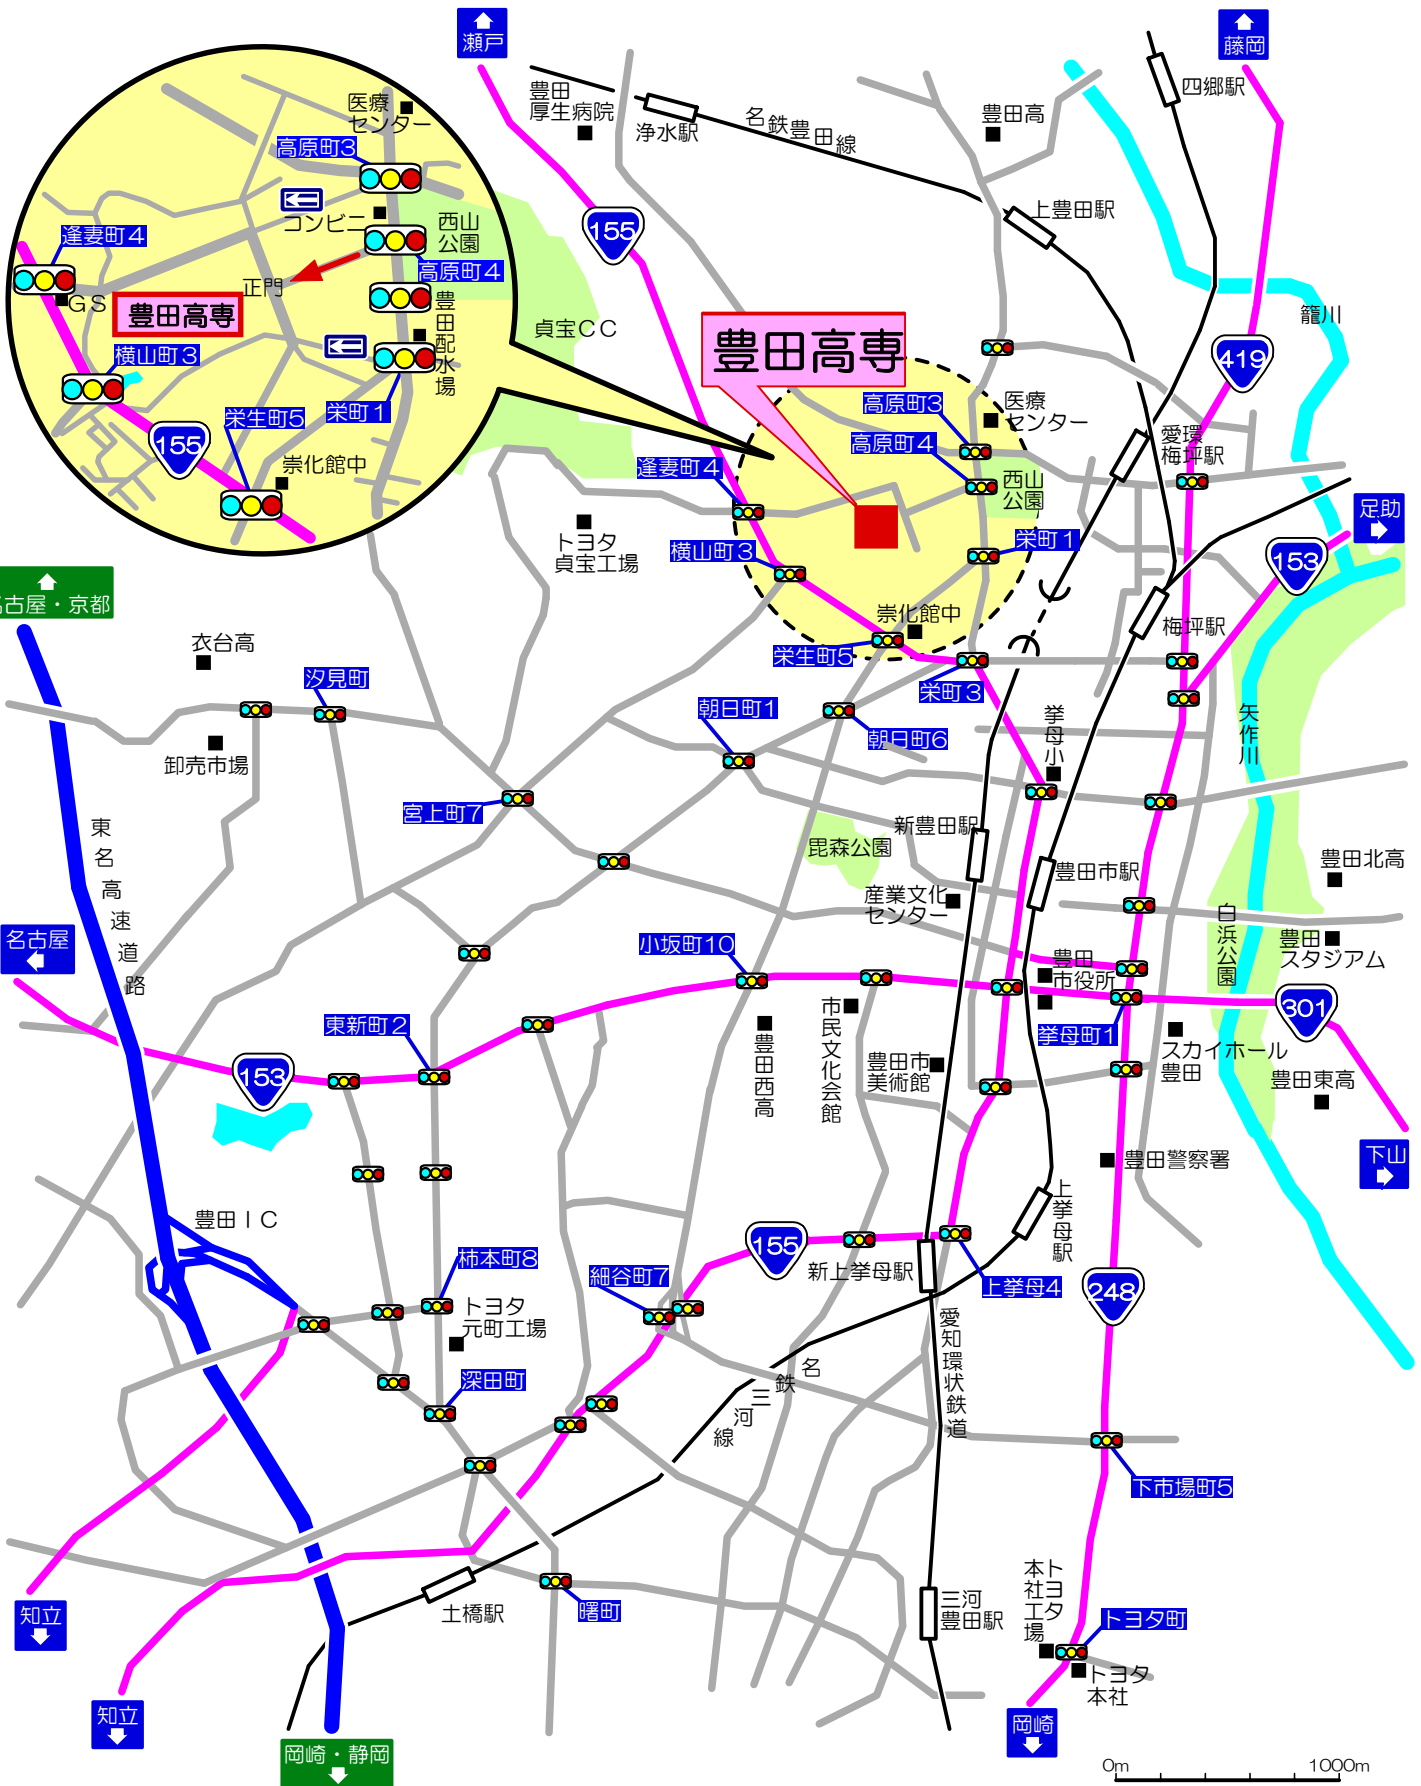 瀬戸
藤岡
四郷駅
豊田
厚生病院
浄水駅
名鉄豊田線
豊田高
上豊田駅
医療
センター
高原町3
コンビニ
西山
公園
逢妻町4
高原町4
正門
GS
豊田高専
豊田配水場
横山町3
栄町1
栄生町5
155
崇化館中
155
貞宝CC
豊田高専
籠川
419
高原町3
医療
センター
高原町4
愛環
梅坪駅
逢妻町4
西山
公園
足助
トヨタ
貞宝工場
横山町3
栄町1
153
名古屋・京都
崇化館中
梅坪駅
衣台高
栄生町5
汐見町
栄町3
朝日町1
挙母小
矢作川
朝日町6
卸売市場
宮上町7
東名高速道路
新豊田駅
毘森公園
豊田市駅
豊田北高
産業文化
センター
白浜公園
名古屋
小坂町10
豊田
スタジアム
豊田
市役所
301
東新町2
市民文化会館
挙母町1
豊田西高
スカイホール
豊田
153
豊田市
美術館
豊田東高
豊田警察署
下山
豊田IC
上挙母駅
155
柿本町8
新上挙母駅
細谷町7
上挙母4
248
トヨタ
元町工場
愛知環状鉄道
名鉄三河線
深田町
下市場町5
トヨタ
本社工場
三河
豊田駅
土橋駅
曙町
トヨタ町
知立
トヨタ
本社
知立
岡崎
岡崎・静岡
0m
1000m